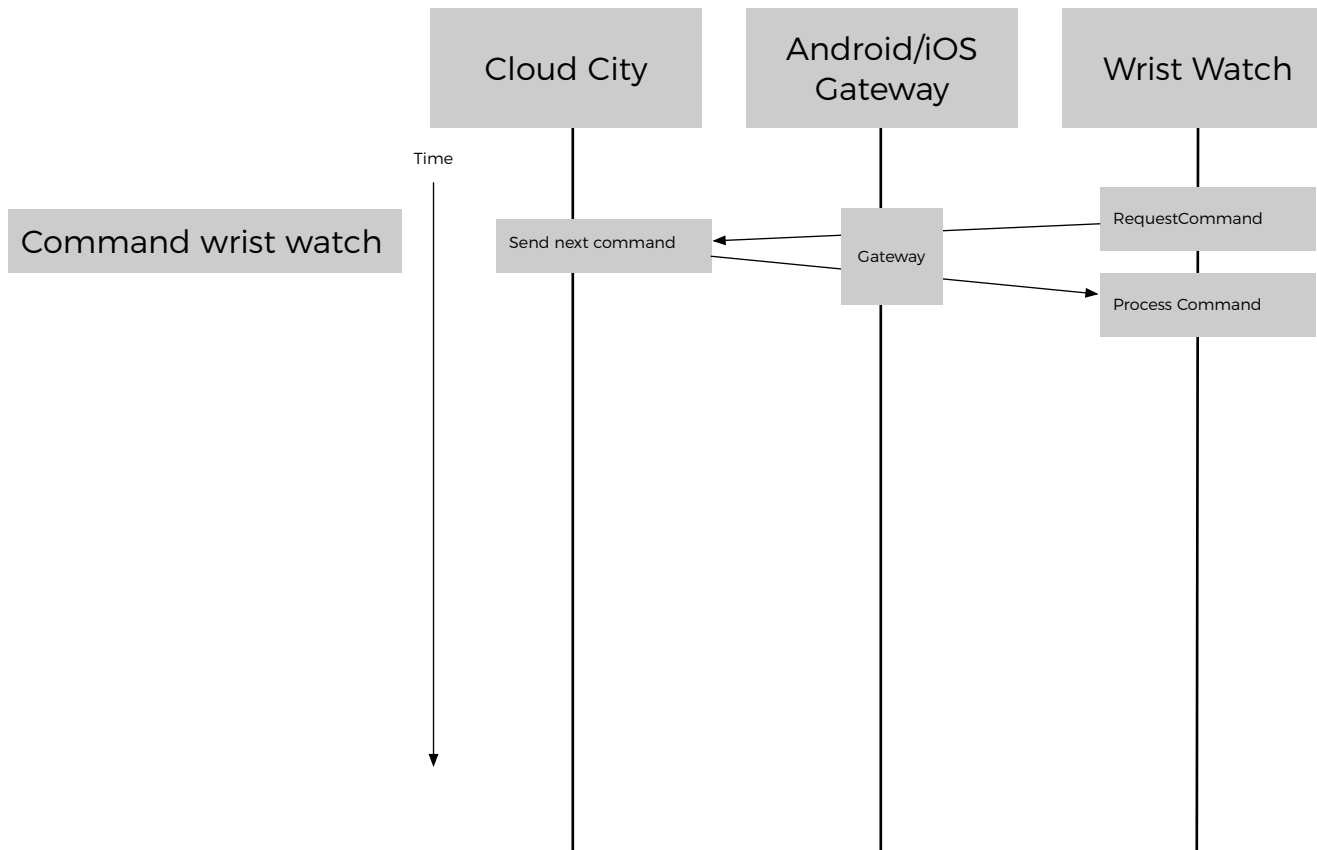 Cloud City
Android/iOS
Gateway
Wrist Watch
Time
Command wrist watch
Send next command
Gateway
RequestCommand
Process Command